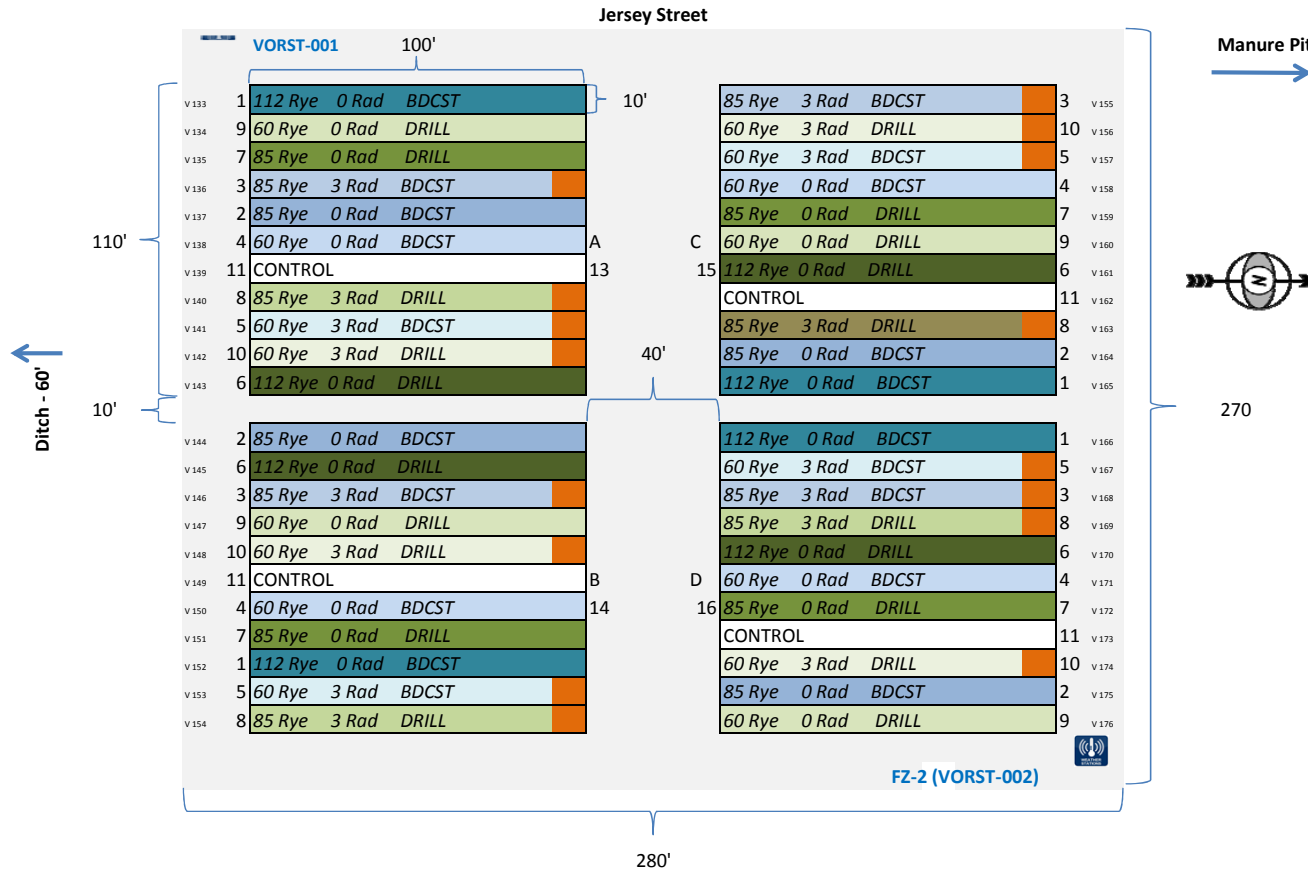 Jersey Street
VORST-001 100'
Manure Pit
V 133 1 112 Rye 0 Rad BDCST 10' 85 Rye 3 Rad BDCST 3 V 155
V 134 9 60 Rye 0 Rad DRILL 60 Rye 3 Rad DRILL 10 V 156
V 135 7 85 Rye 0 Rad DRILL 60 Rye 3 Rad BDCST 5 V 157
V 136 3 85 Rye 3 Rad BDCST 60 Rye 0 Rad BDCST 4 V 158
V 137 2 85 Rye 0 Rad BDCST 85 Rye 0 Rad DRILL 7 V 159
110' V 138 4 60 Rye 0 Rad BDCST A C 60 Rye 0 Rad DRILL 9 V 160
V 139 11 CONTROL 13 15 112 Rye 0 Rad DRILL 6 V 161
N
V 140 8 85 Rye 3 Rad DRILL CONTROL 11 V 162
V 141 5 60 Rye 3 Rad BDCST 85 Rye 3 Rad DRILL 8 V 163
V 142 10 60 Rye 3 Rad DRILL 40' 85 Rye 0 Rad BDCST 2 V 164
V 143 6 112 Rye 0 Rad DRILL 112 Rye 0 Rad BDCST 1 V 165
Ditch - 60'
10' 270
V 144 2 85 Rye 0 Rad BDCST 112 Rye 0 Rad BDCST 1 V 166
V 145 6 112 Rye 0 Rad DRILL 60 Rye 3 Rad BDCST 5 V 167
V 146 3 85 Rye 3 Rad BDCST 85 Rye 3 Rad BDCST 3 V 168
V 147 9 60 Rye 0 Rad DRILL 85 Rye 3 Rad DRILL 8 V 169
V 148 10 60 Rye 3 Rad DRILL 112 Rye 0 Rad DRILL 6 V 170
V 149 11 CONTROL B D 60 Rye 0 Rad BDCST 4 V 171
V 150 4 60 Rye 0 Rad BDCST 14 16 85 Rye 0 Rad DRILL 7 V 172
V 151 7 85 Rye 0 Rad DRILL CONTROL 11 V 173
V 152 1 112 Rye 0 Rad BDCST 60 Rye 3 Rad DRILL 10 V 174
V 153 5 60 Rye 3 Rad BDCST 85 Rye 0 Rad BDCST 2 V 175
V 154 8 85 Rye 3 Rad DRILL 60 Rye 0 Rad DRILL 9 V 176
WEATHER
STATIONS
FZ-2 (VORST-002)
280'